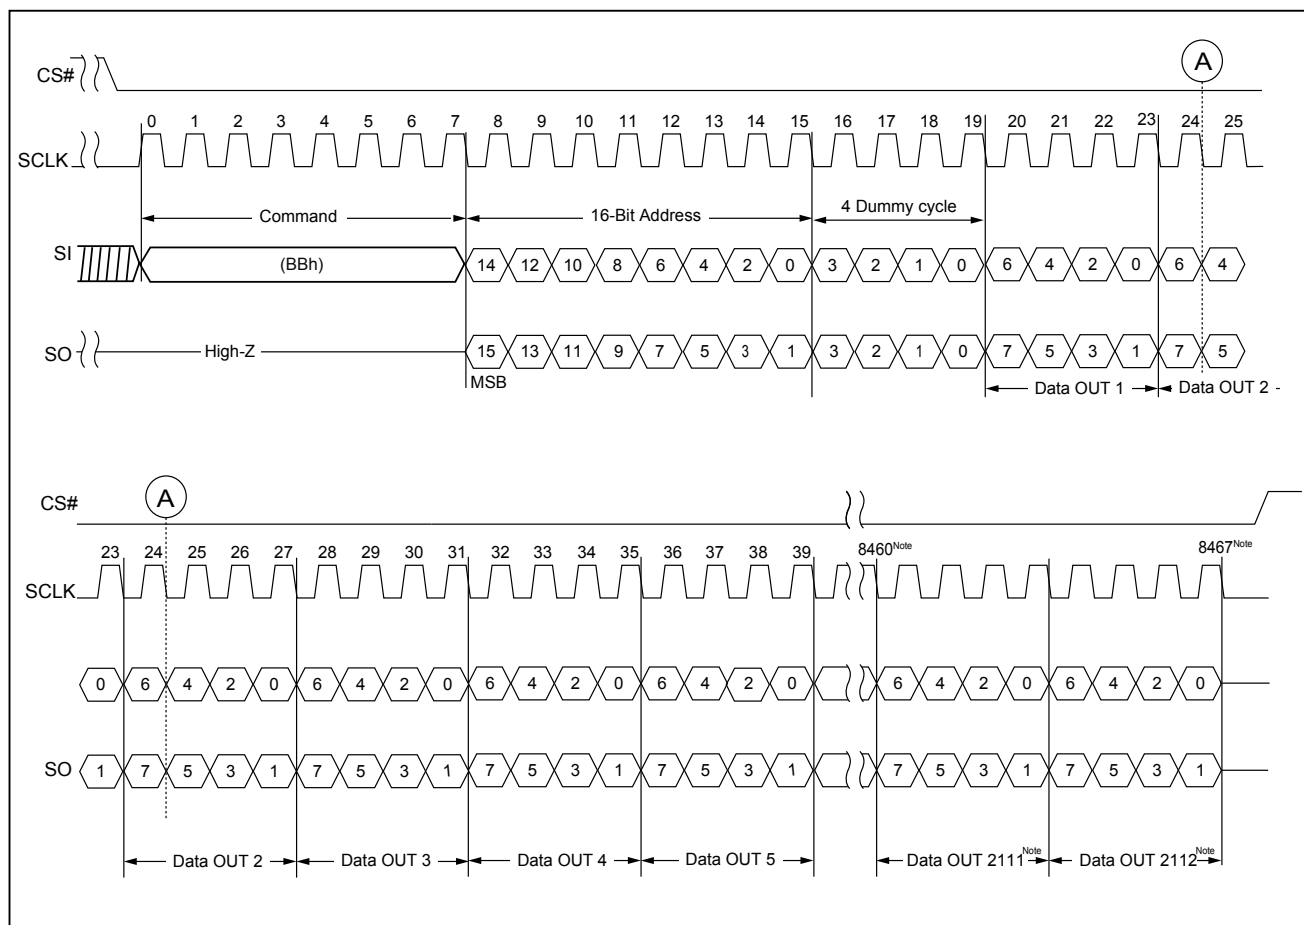 A
CS#
0 1 2 3 4 5 6 7 8 9 10 11 12 13 14 15 16 17 18 19 20 21 22 23 24 25
SCLK
Command 16-Bit Address 4 Dummy cycle
SI (BBh) 14 12 10 8 6 4 2 0 3 2 1 0 6 4 2 0 6 4
SO High-Z 15 13 11 9 7 5 3 1 3 2 1 0 7 5 3 1 7 5
MSB Data OUT 1 Data OUT 2
A
CS#
23 24 25 26 27 28 29 30 31 32 33 34 35 36 37 38 39 8460Note 8467Note
SCLK
0 6 4 2 0 6 4 2 0 6 4 2 0 6 4 2 0 6 4 2 0 6 4 2 0
SO 1 7 5 3 1 7 5 3 1 7 5 3 1 7 5 3 1 7 5 3 1 7 5 3 1
Data OUT 2 Data OUT 3 Data OUT 4 Data OUT 5 Data OUT 2111Note Data OUT 2112Note